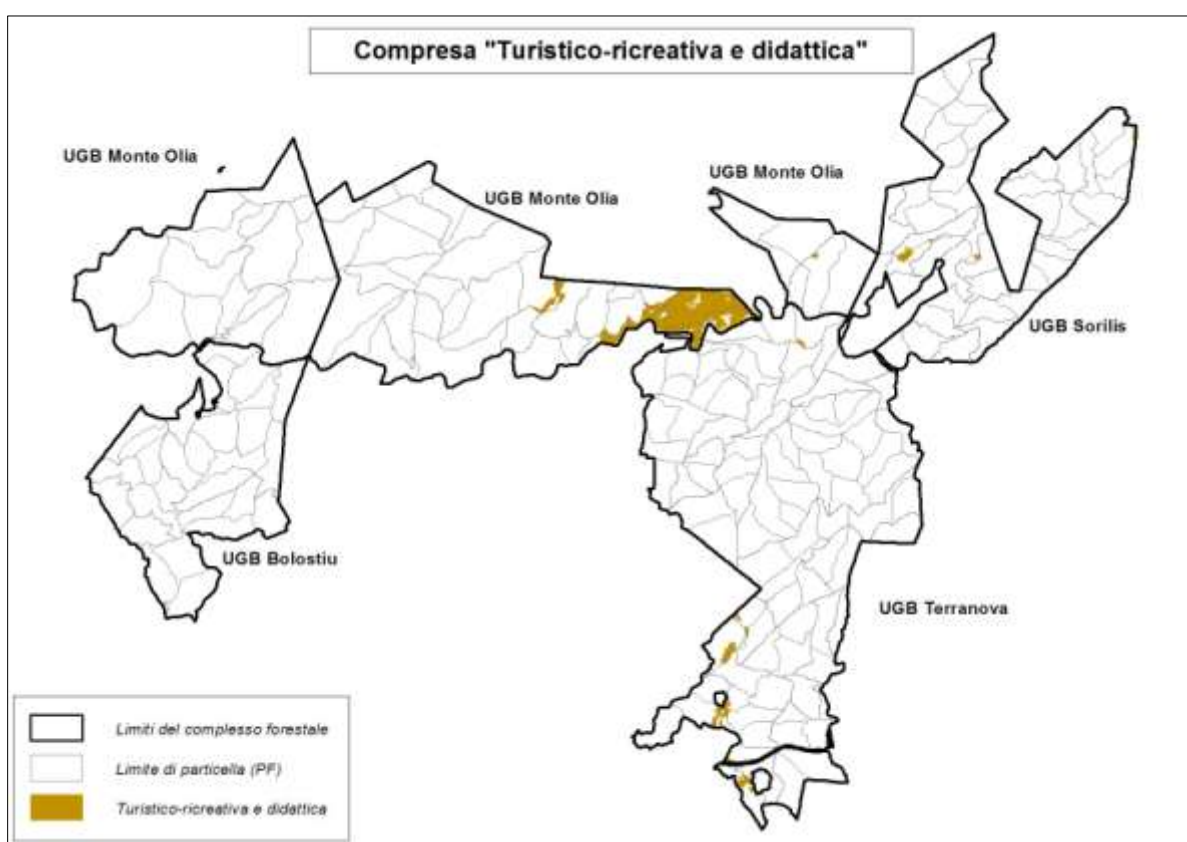 Compresa "Turistico-ricreativa e didattica"
UGB Monte Olia
UGB Monte Olia
UGB Monte Olia
UGB Sorilis
UGB Bolostiu
UGB Terranova
Limiti del complesso forestale
Limite di particella (PF)
Turistico-ricreativa e didattica